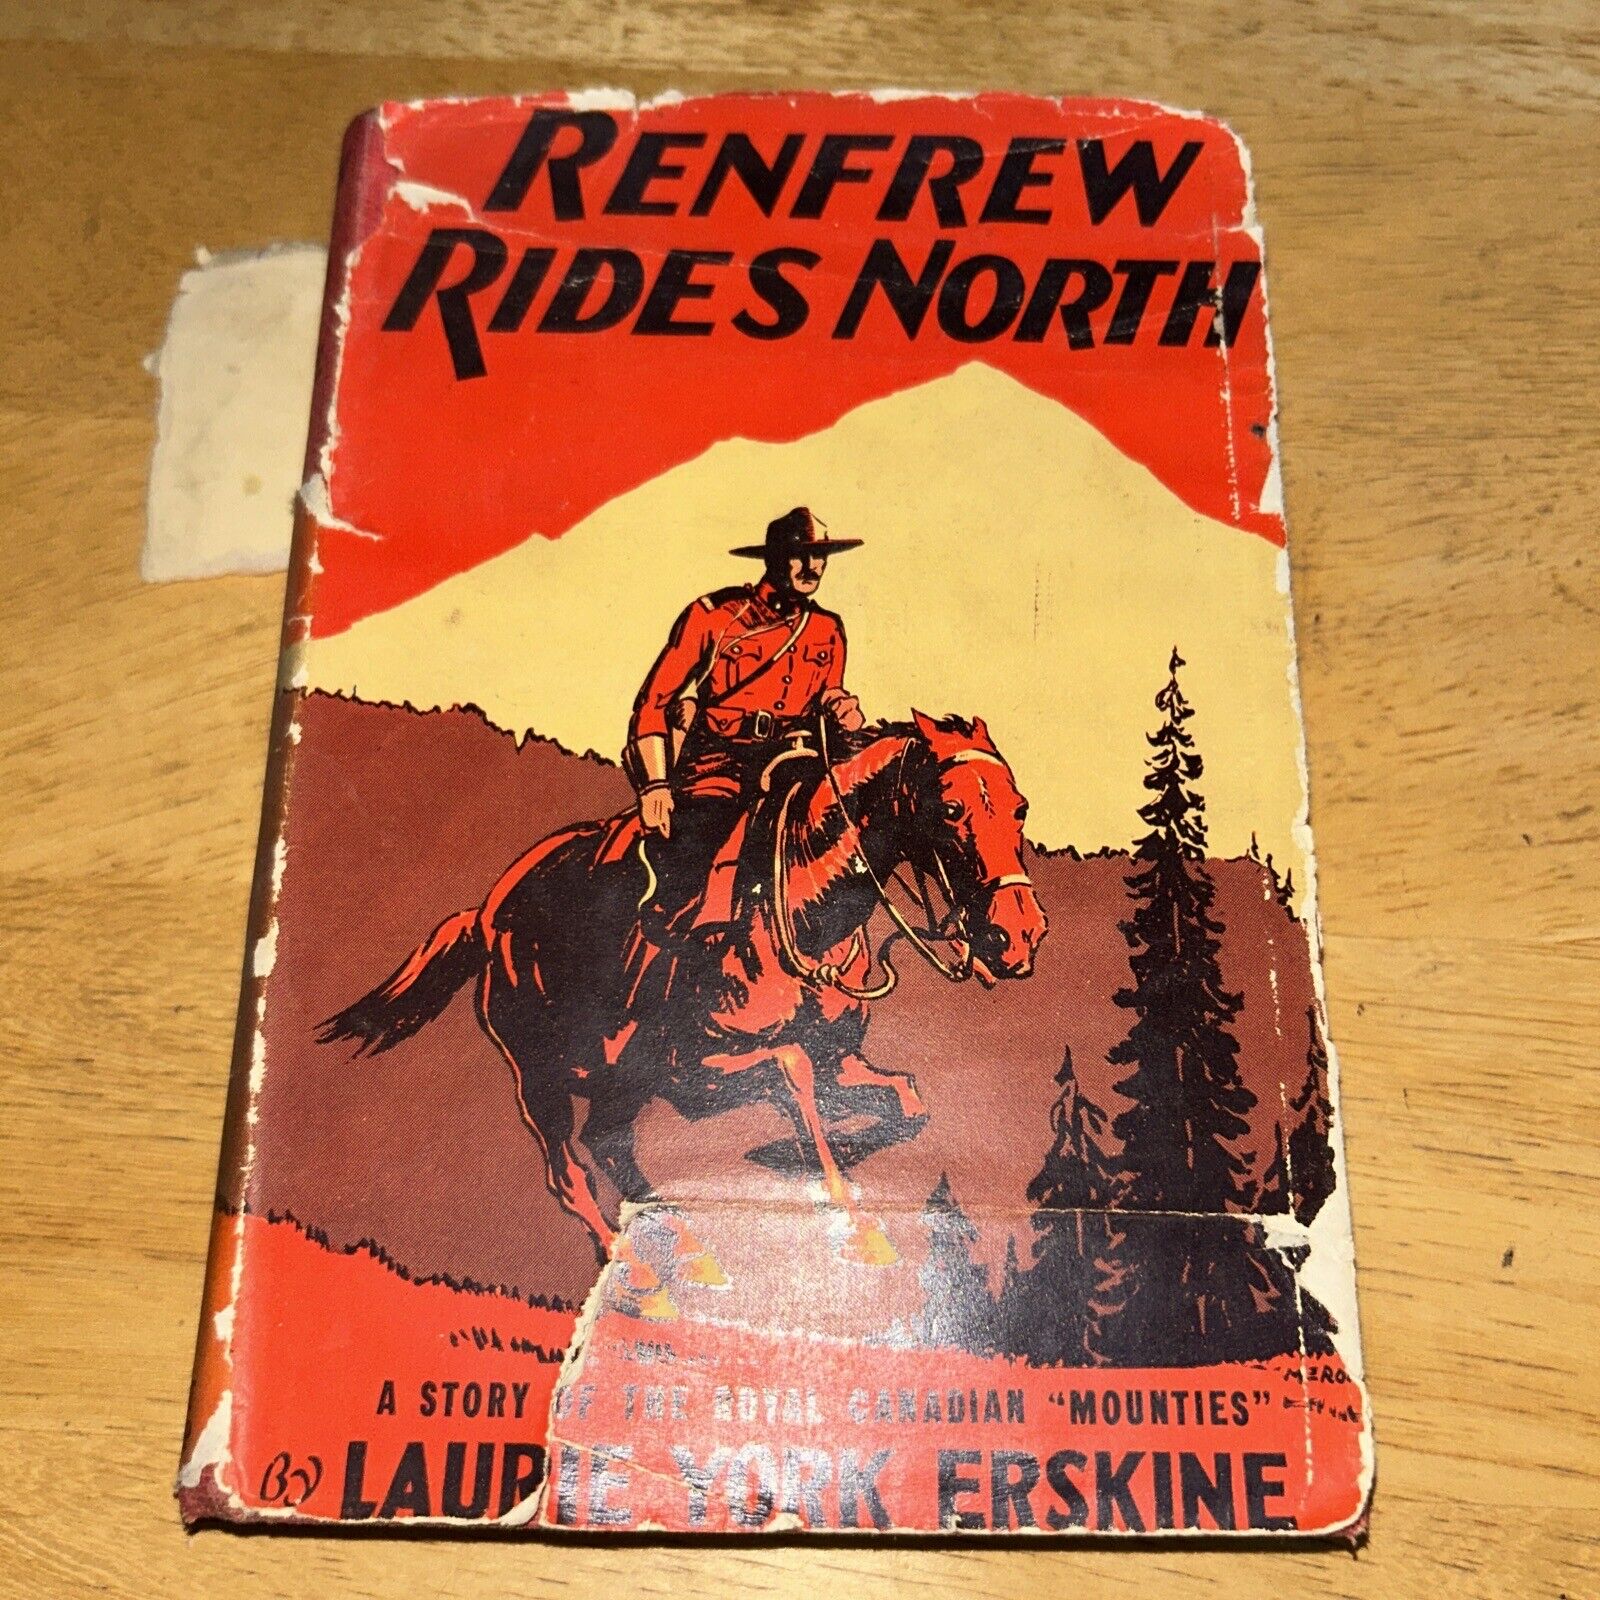 RENFREW
RIDES NORTH
A STORY OF THE ROYAL CANADIAN "MOUNTIES"
By LAURIE YORK ERSKINE